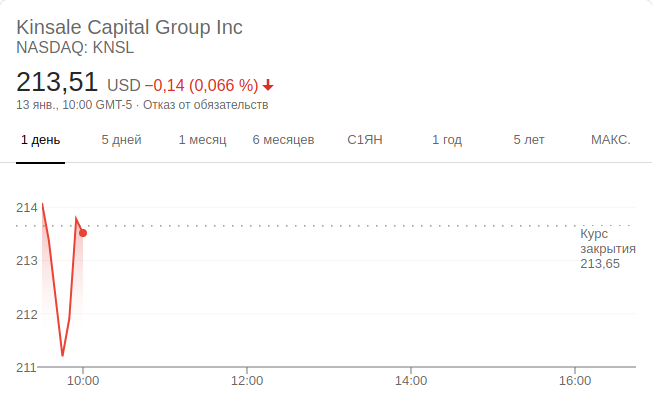 Kinsale Capital Group Inc
NASDAQ: KNSL
213,51 USD −0,14 (0,066 %)
13 янв., 10:00 GMT-5 · Отказ от обязательств
1 день 5 дней 1 месяц 6 месяцев С1ЯН 1 год 5 лет МАКС.
214
Курс
закрытия
213,65
213
212
211
10:00 12:00 14:00 16:00